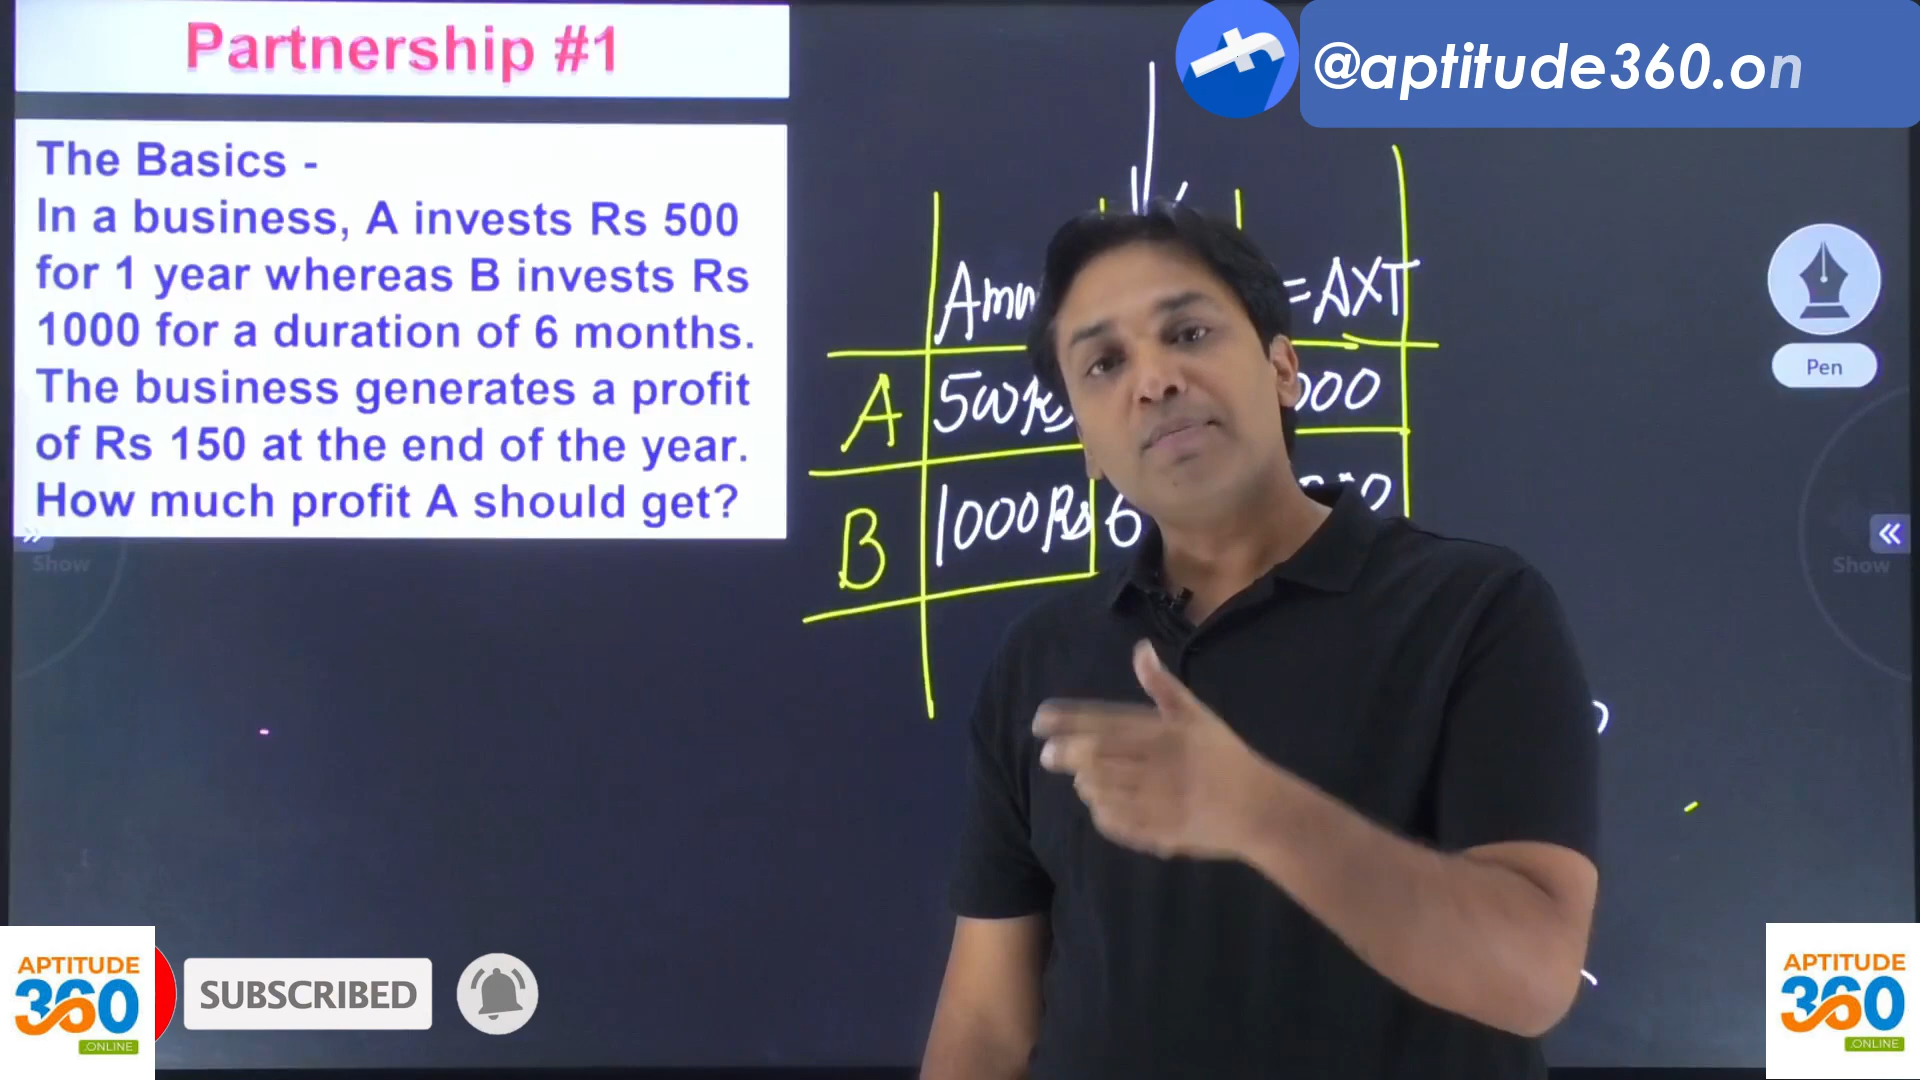 Partnership #1
@aptitude360.on
The Basics -
In a business, A invests Rs 500
for 1 year whereas B invests Rs
1000 for a duration of 6 months.
The business generates a profit
of Rs 150 at the end of the year.
How much profit A should get?
=AXT
A
B 1000Rs 6
Pen
Show
Show
APTITUDE
360
.ONLINE
SUBSCRIBED
APTITUDE
360
.ONLINE